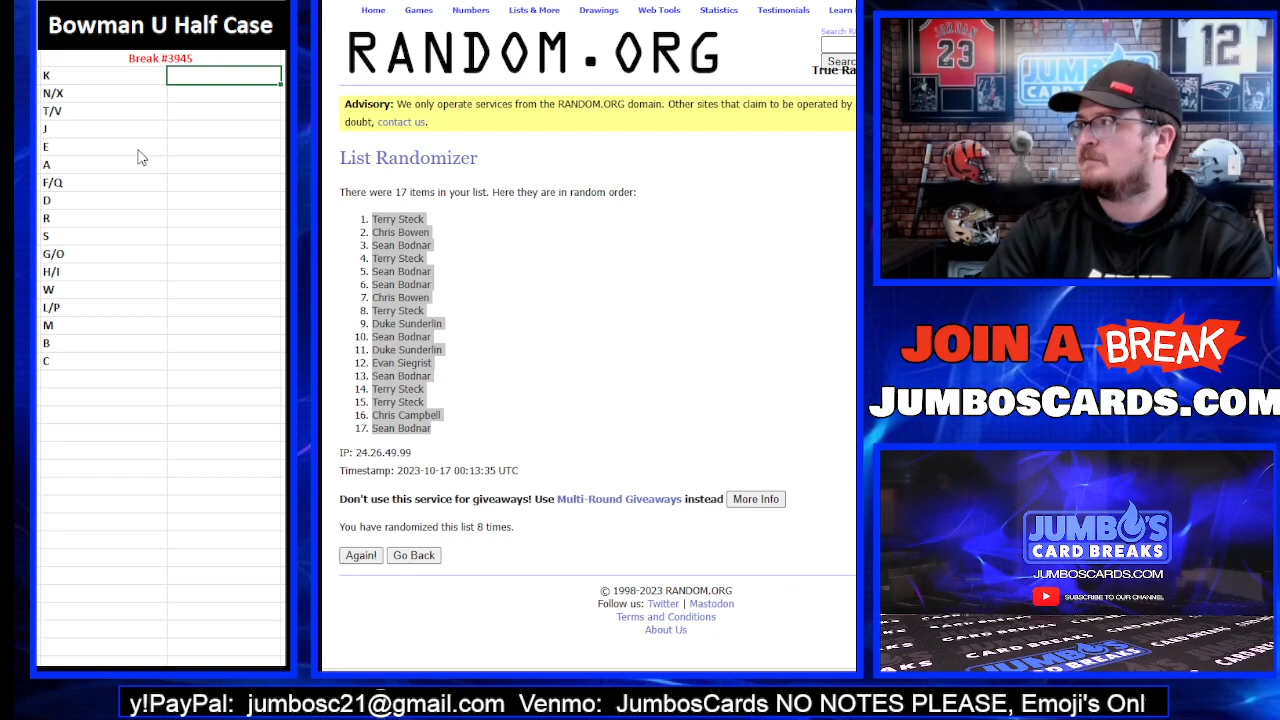 Bowman U Half Case
Break #3945
K
N/X
T/V
J
E
A
F/Q
D
R
S
G/O
H/I
W
L/P
M
B
C
Home Games Numbers Lists & More Drawings Web Tools Statistics Testimonials Learn
RANDOM.ORG
Search
True Ra
Advisory: We only operate services from the RANDOM.ORG domain. Other sites that claim to be operated by
doubt, contact us.
List Randomizer
There were 17 items in your list. Here they are in random order:
1. Terry Steck
2. Chris Bowen
3. Sean Bodnar
4. Terry Steck
5. Sean Bodnar
6. Sean Bodnar
7. Chris Bowen
8. Terry Steck
9. Duke Sunderlin
10. Sean Bodnar
11. Duke Sunderlin
12. Evan Siegrist
13. Sean Bodnar
14. Terry Steck
15. Terry Steck
16. Chris Campbell
17. Sean Bodnar
IP: 24.26.49.99
Timestamp: 2023-10-17 00:13:35 UTC
Don't use this service for giveaways! Use Multi-Round Giveaways instead More Info
You have randomized this list 8 times.
Again! Go Back
© 1998-2023 RANDOM.ORG
Follow us: Twitter | Mastodon
Terms and Conditions
About Us
JORDAN
23
12
JUMBO'S
JOIN A BREAK
JUMBOSCARDS.COM
JUMBO'S
CARD BREAKS
JUMBOSCARDS.COM
SUBSCRIBE TO OUR CHANNEL
y!PayPal: jumbosc21@gmail.com Venmo: JumbosCards NO NOTES PLEASE, Emoji's Onl